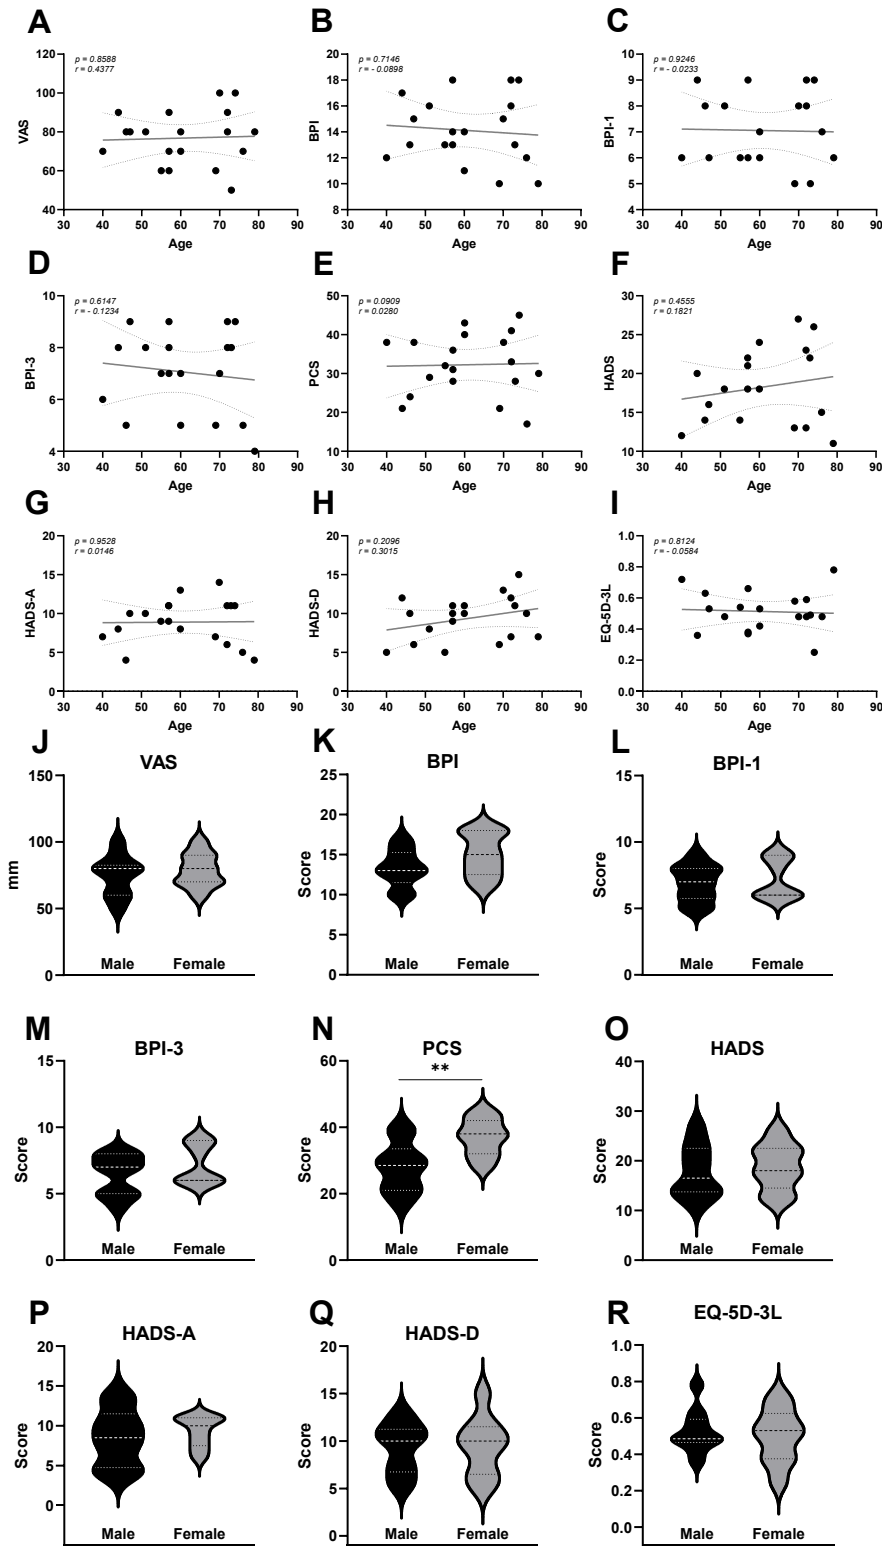 A
p = 0.8588
r = 0.4377
120
100
80
60
40
VAS
30 40 50 60 70 80 90
Age
B
p = 0.7146
r = - 0.0898
20
18
16
14
12
10
8
BPI
30 40 50 60 70 80 90
Age
C
p = 0.9246
r = - 0.0233
10
9
8
7
6
5
4
BPI-1
30 40 50 60 70 80 90
Age
D
p = 0.6147
r = - 0.1234
10
8
6
4
BPI-3
30 40 50 60 70 80 90
Age
E
p = 0.0909
r = 0.0280
50
40
30
20
10
PCS
30 40 50 60 70 80 90
Age
F
p = 0.4555
r = 0.1821
30
25
20
15
10
HADS
30 40 50 60 70 80 90
Age
G
p = 0.9528
r = 0.0146
20
15
10
5
0
HADS-A
30 40 50 60 70 80 90
Age
H
p = 0.2096
r = 0.3015
20
15
10
5
0
HADS-D
30 40 50 60 70 80 90
Age
I
p = 0.8124
r = - 0.0584
1.0
0.8
0.6
0.4
0.2
0.0
EQ-5D-3L
30 40 50 60 70 80 90
Age
J
VAS
150
100
50
0
mm
Male Female
K
BPI
25
20
15
10
5
0
Score
Male Female
L
BPI-1
15
10
5
0
Score
Male Female
M
BPI-3
15
10
5
0
Score
Male Female
N
PCS
**
60
40
20
0
Score
Male Female
O
HADS
40
30
20
10
0
Score
Male Female
P
HADS-A
20
15
10
5
0
Score
Male Female
Q
HADS-D
20
15
10
5
0
Score
Male Female
R
EQ-5D-3L
1.0
0.8
0.6
0.4
0.2
0.0
Score
Male Female